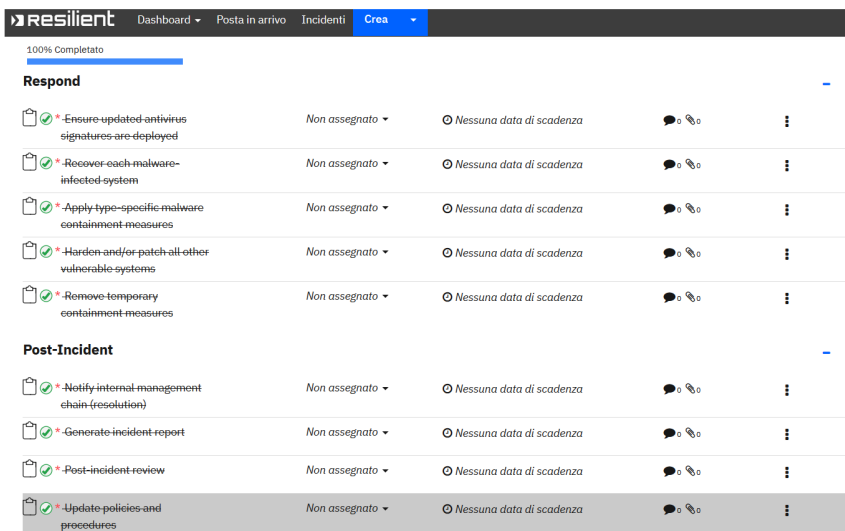 Resilient Dashboard Posta in arrivo Incidenti Crea
100% Completato
Respond
* Ensure updated antivirus Non assegnato Nessuna data di scadenza 0 0
signatures are deployed
* Recover each malware- Non assegnato Nessuna data di scadenza 0 0
infected system
* Apply type-specific malware Non assegnato Nessuna data di scadenza 0 0
containment measures
* Harden and/or patch all other Non assegnato Nessuna data di scadenza 0 0
vulnerable systems
* Remove temporary Non assegnato Nessuna data di scadenza 0 0
containment measures
Post-Incident
* Notify internal management Non assegnato Nessuna data di scadenza 0 0
chain (resolution)
* Generate incident report Non assegnato Nessuna data di scadenza 0 0
* Post-incident review Non assegnato Nessuna data di scadenza 0 0
* Update policies and Non assegnato Nessuna data di scadenza 0 0
procedures